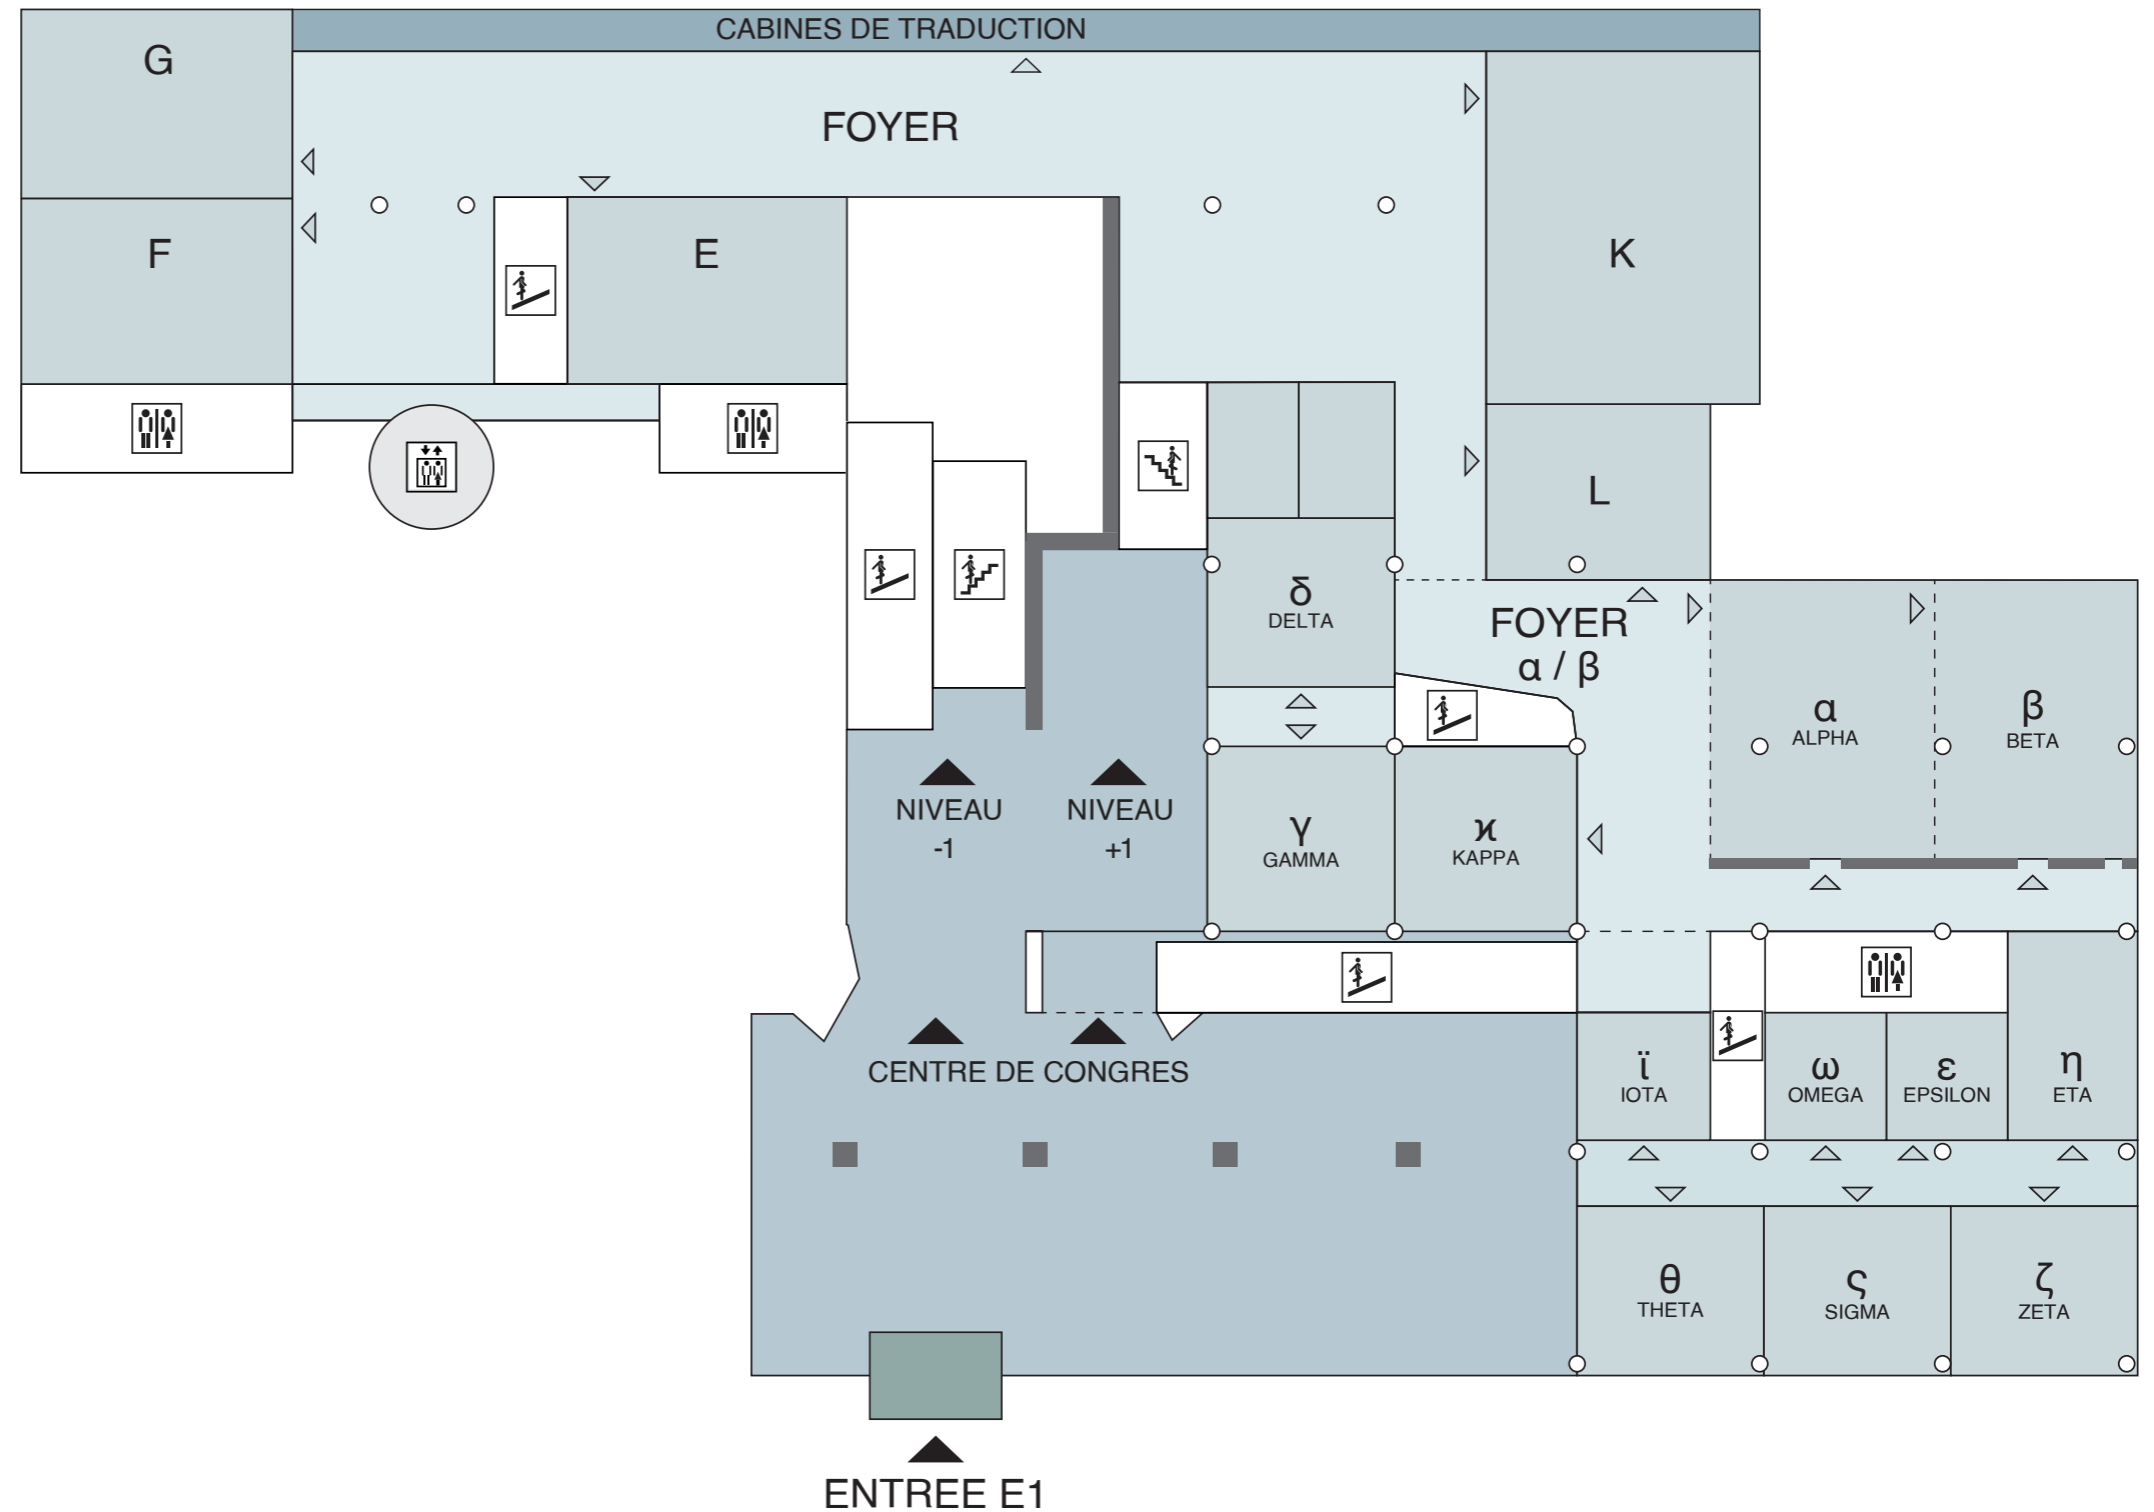 CABINES DE TRADUCTION
G
FOYER
F
E
K
L
δ
DELTA
FOYER
α / β
α
ALPHA
β
BETA
NIVEAU
-1
NIVEAU
+1
γ
GAMMA
ϰ
KAPPA
CENTRE DE CONGRES
ϊ
IOTA
ω
OMEGA
ε
EPSILON
η
ETA
θ
THETA
ς
SIGMA
ζ
ZETA
ENTREE E1